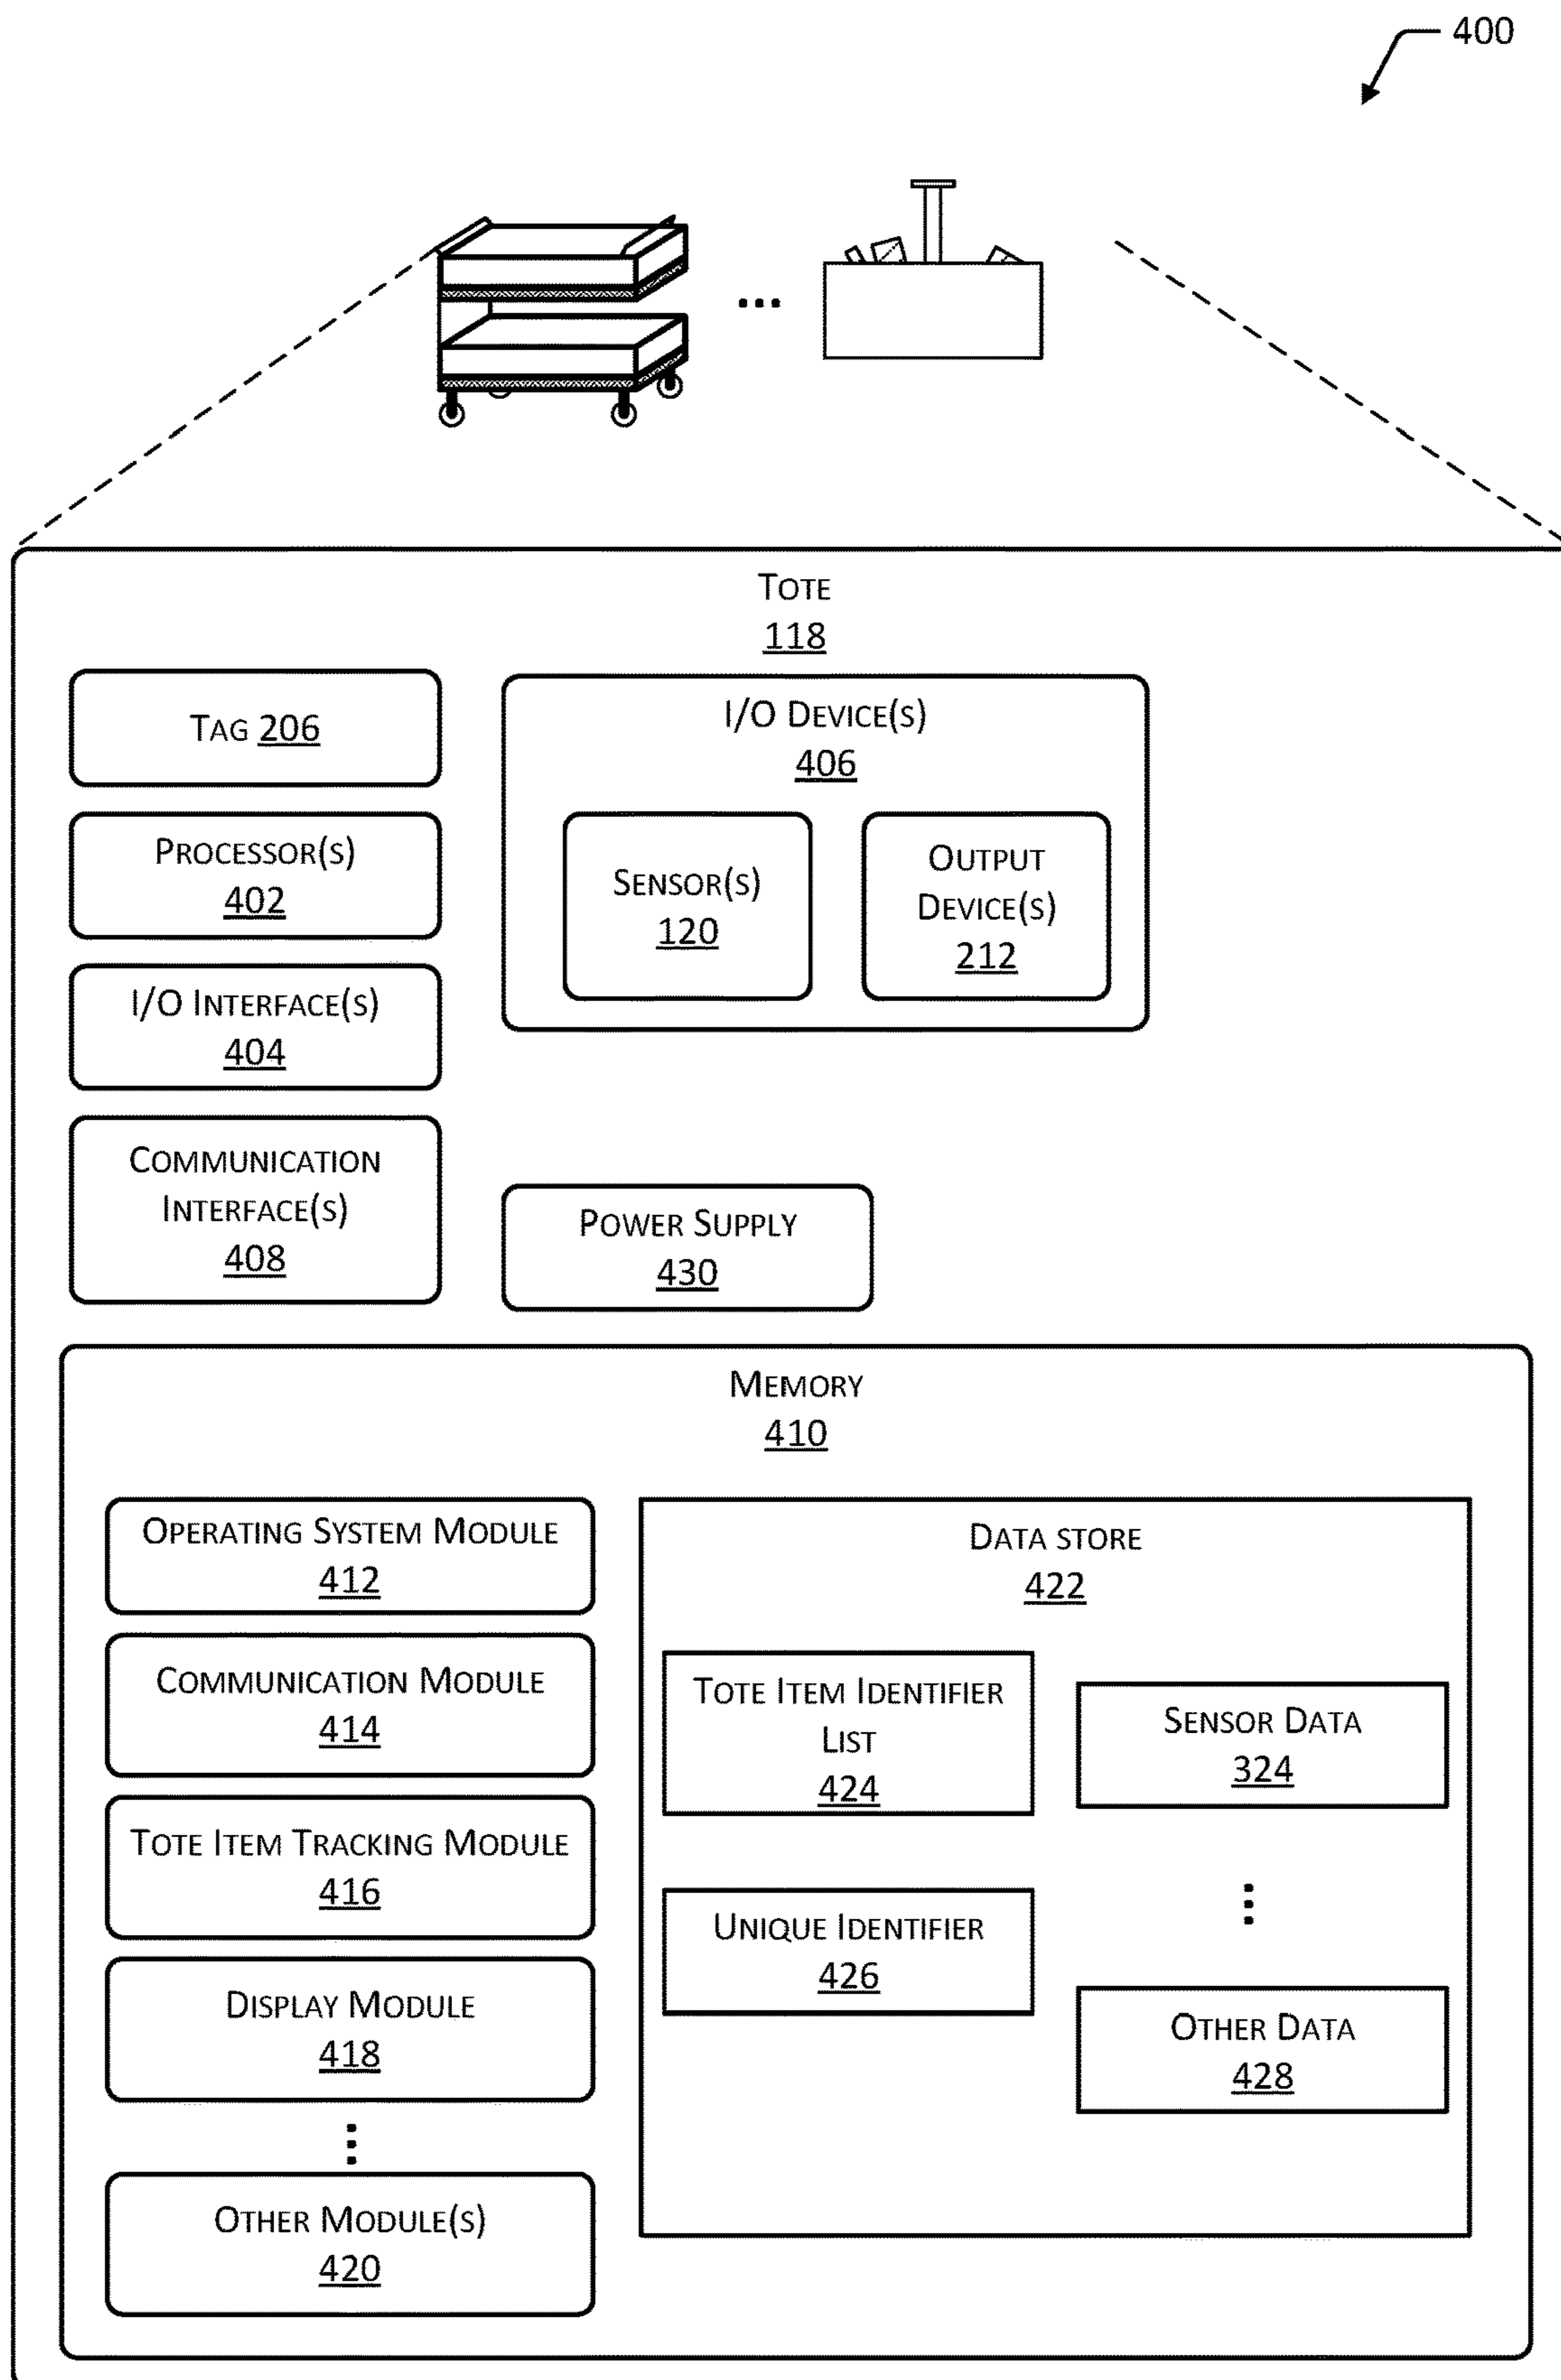 400
Tote
118
Tag 206
Processor(s)
402
I/O Interface(s)
404
Communication
Interface(s)
408
I/O Device(s)
406
Sensor(s)
120
Output
Device(s)
212
Power Supply
430
Memory
410
Operating System Module
412
Communication Module
414
Tote Item Tracking Module
416
Display Module
418
Other Module(s)
420
Data store
422
Tote Item Identifier
List
424
Unique Identifier
426
Sensor Data
324
Other Data
428